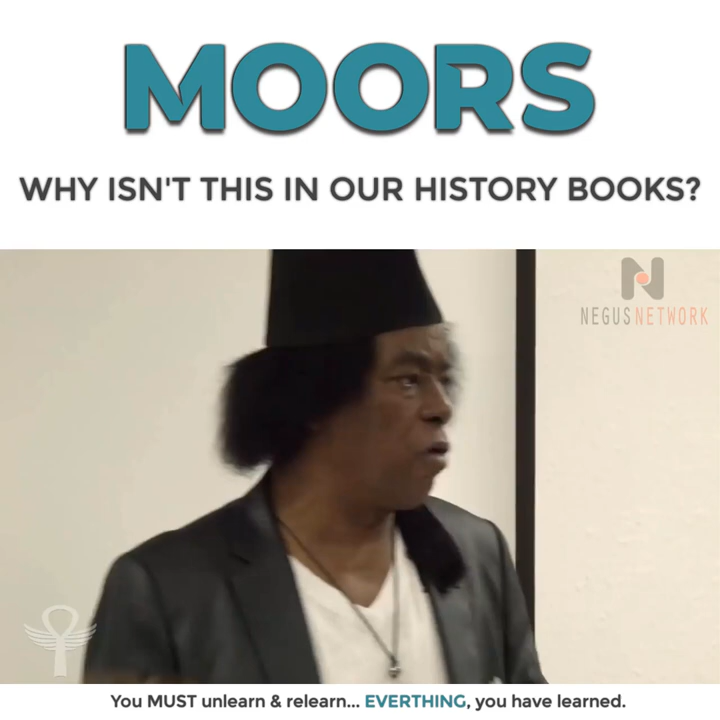 MOORS
WHY ISN'T THIS IN OUR HISTORY BOOKS?
NEGUS NETWORK
You MUST unlearn & relearn... EVERTHING, you have learned.